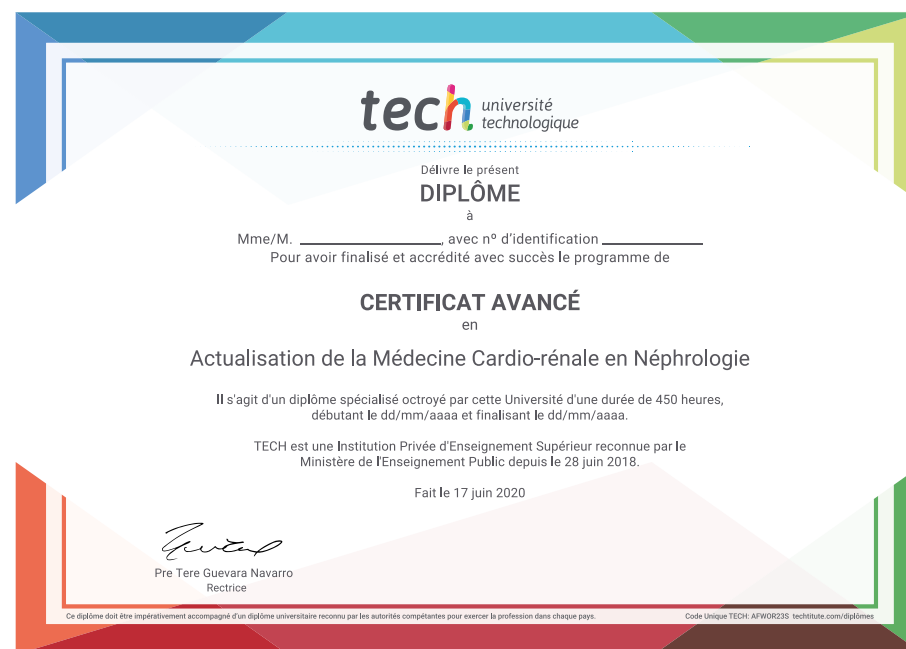 tech université
technologique
Délivre le présent
DIPLÔME
à
Mme/M. ____________________, avec nº d'identification ______________
Pour avoir finalisé et accrédité avec succès le programme de
CERTIFICAT AVANCÉ
en
Actualisation de la Médecine Cardio-rénale en Néphrologie
Il s'agit d'un diplôme spécialisé octroyé par cette Université d'une durée de 450 heures,
débutant le dd/mm/aaaa et finalisant le dd/mm/aaaa.
TECH est une Institution Privée d'Enseignement Supérieur reconnue par le
Ministère de l'Enseignement Public depuis le 28 juin 2018.
Fait le 17 juin 2020
Pre Tere Guevara Navarro
Rectrice
Ce diplôme doit être impérativement accompagné d'un diplôme universitaire reconnu par les autorités compétentes pour exercer la profession dans chaque pays.
Code Unique TECH: AFWOR23S techtitute.com/diplômes